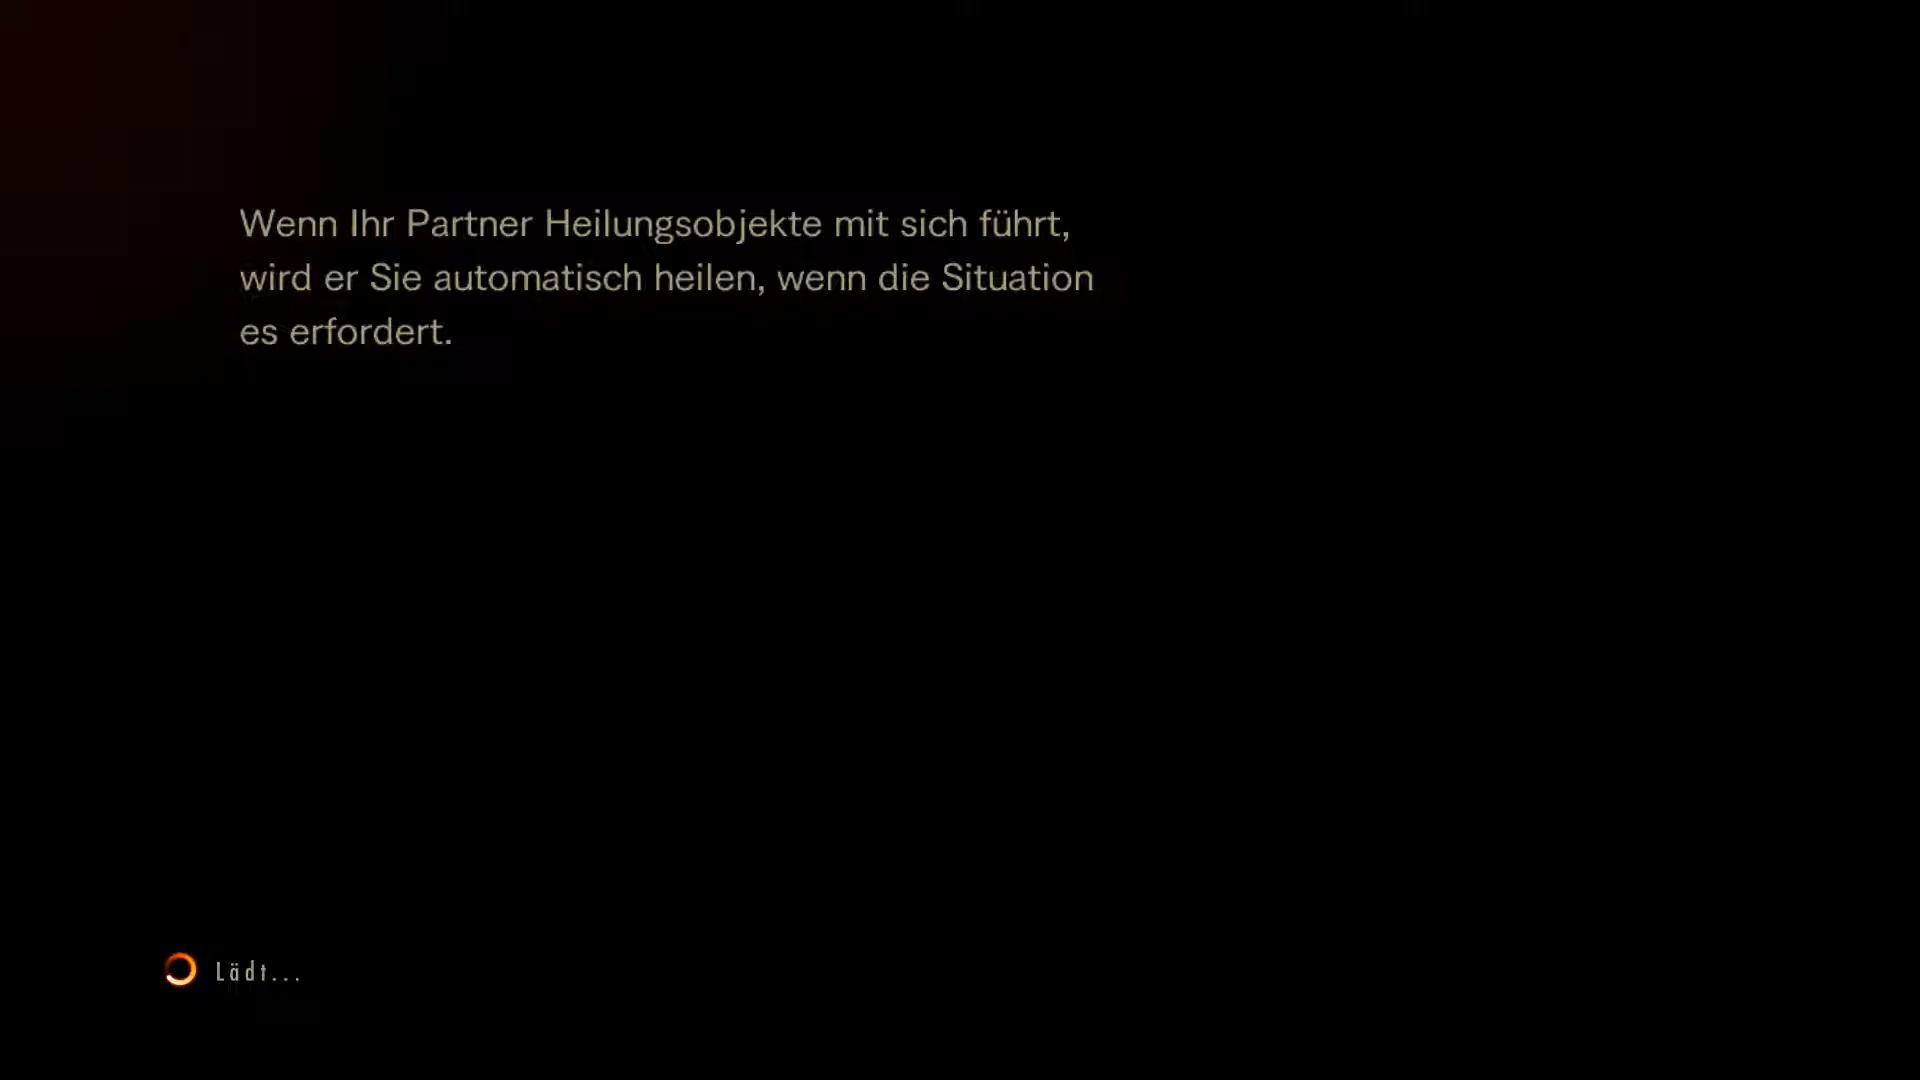 Wenn Ihr Partner Heilungsobjekte mit sich führt,
wird er Sie automatisch heilen, wenn die Situation
es erfordert.
Lädt...